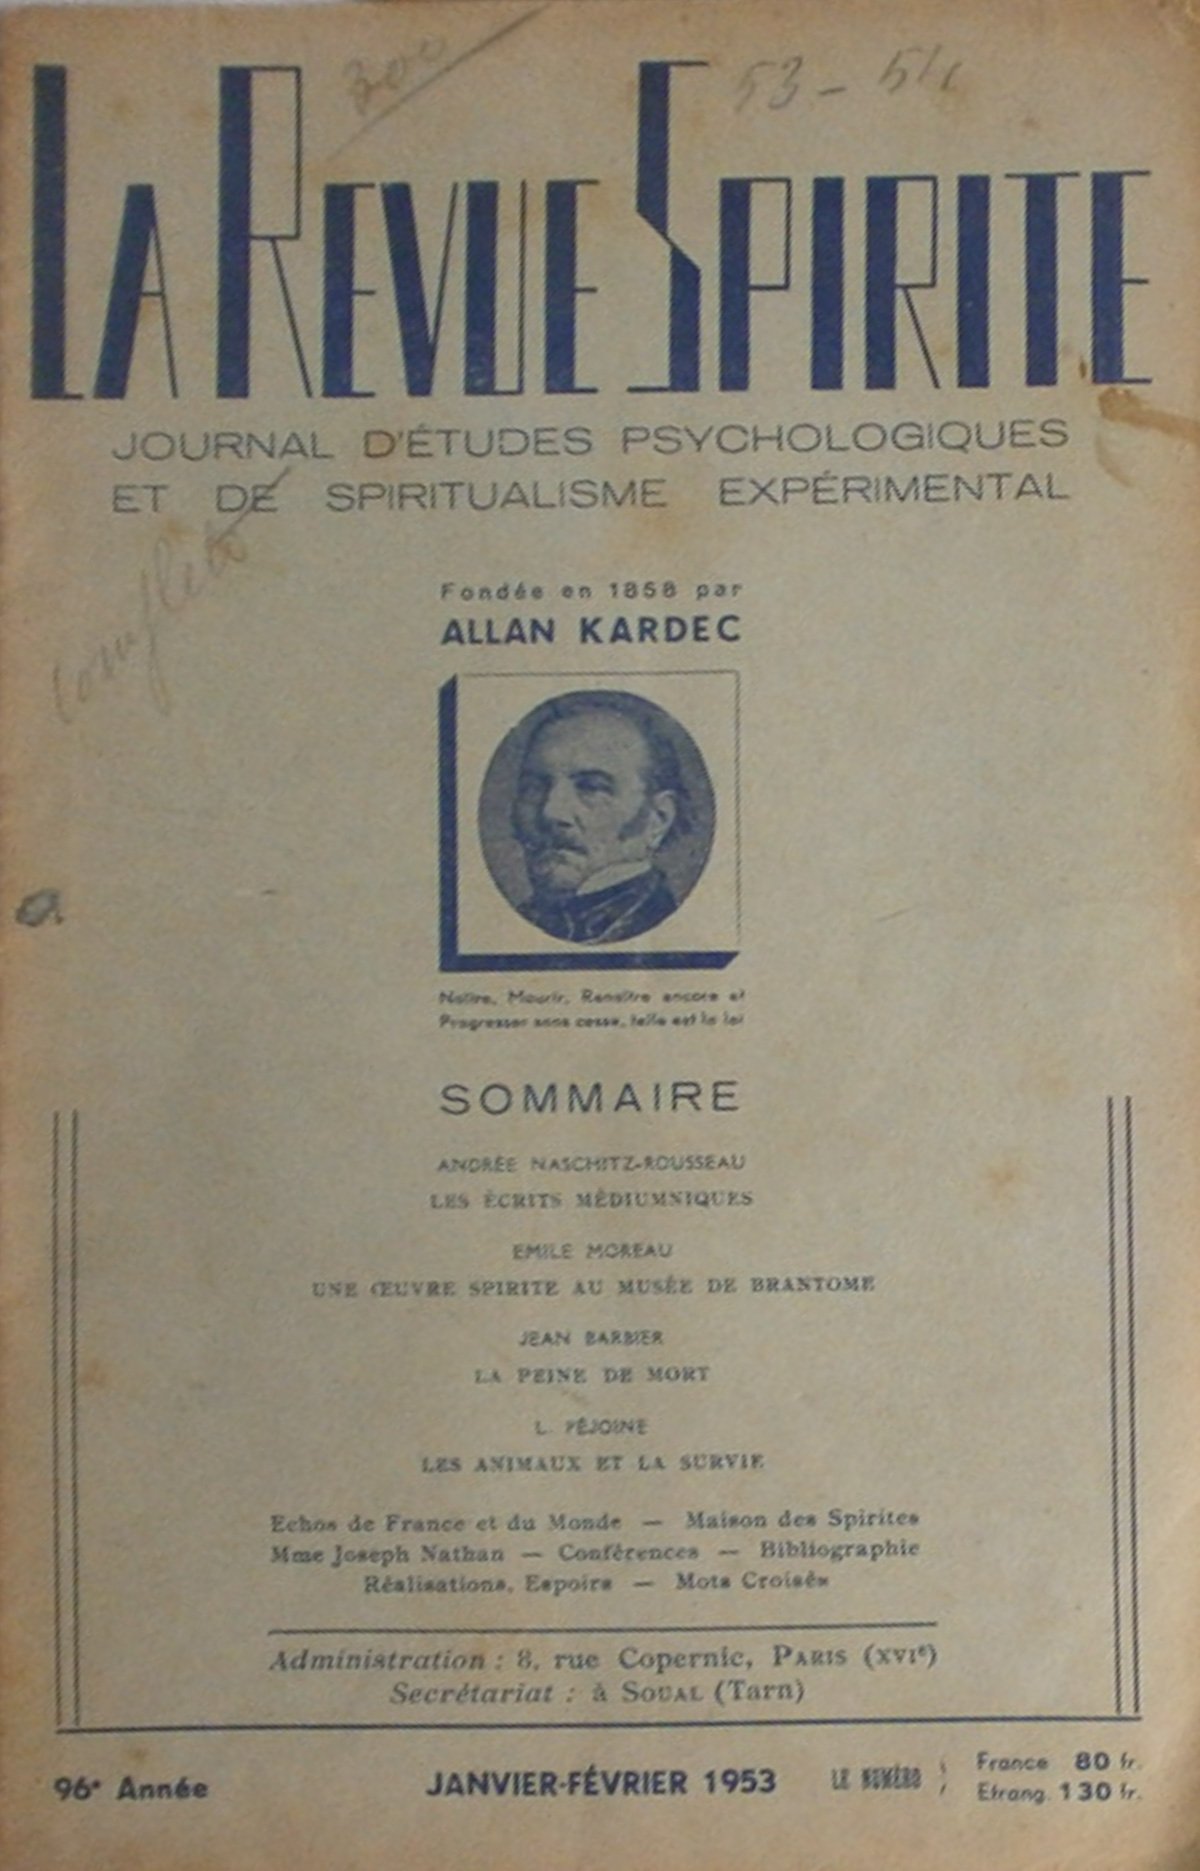 300
53 - 54
LA REVUE SPIRITE
JOURNAL D'ÉTUDES PSYCHOLOGIQUES
ET DE SPIRITUALISME EXPÉRIMENTAL
Fondée en 1858 par
ALLAN KARDEC
Naître, Mourir, Renaître encore et
Progresser sans cesse, telle est la loi
SOMMAIRE
ANDRÉE NASCHITZ-ROUSSEAU
LES ÉCRITS MÉDIUMNIQUES
EMILE MOREAU
UNE ŒUVRE SPIRITE AU MUSÉE DE BRANTOME
JEAN BARBIER
LA PEINE DE MORT
L. PÉJOINE
LES ANIMAUX ET LA SURVIE
Echos de France et du Monde — Maison des Spirites
Mme Joseph Nathan — Conférences — Bibliographie
Réalisations, Espoirs — Mots Croisés
Administration : 8, rue Copernic, PARIS (XVIe)
Secrétariat : à SOUAL (Tarn)
96e Année
JANVIER-FÉVRIER 1953
LE NUMÉRO
France 80 fr.
Etrang. 130 fr.